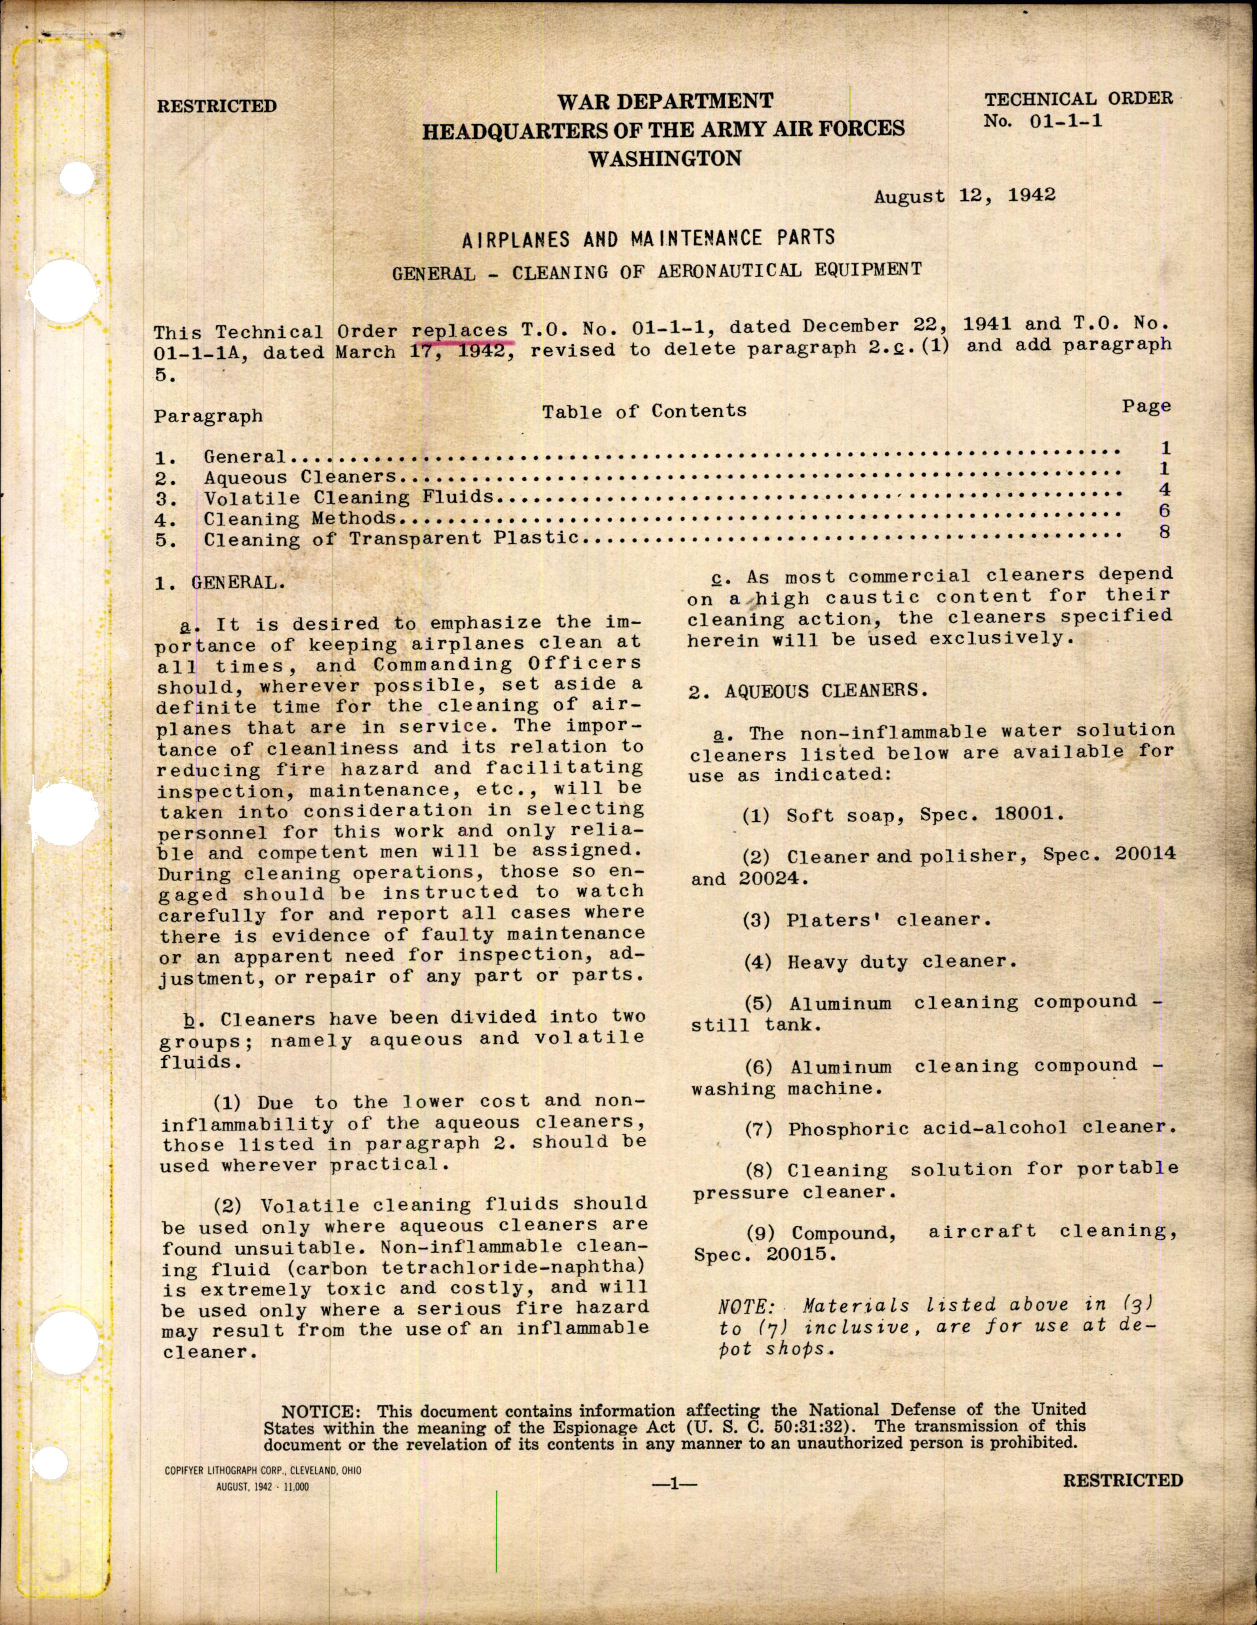 RESTRICTED
WAR DEPARTMENT
HEADQUARTERS OF THE ARMY AIR FORCES
WASHINGTON
TECHNICAL ORDER
No. 01-1-1
August 12, 1942
AIRPLANES AND MAINTENANCE PARTS
GENERAL - CLEANING OF AERONAUTICAL EQUIPMENT
This Technical Order replaces T.O. No. 01-1-1, dated December 22, 1941 and T.O. No.
01-1-1A, dated March 17, 1942, revised to delete paragraph 2.c.(1) and add paragraph
5.
Paragraph Table of Contents Page
1. General.......... 1
2. Aqueous Cleaners.......... 1
3. Volatile Cleaning Fluids.......... 4
4. Cleaning Methods.......... 6
5. Cleaning of Transparent Plastic.......... 8
1. GENERAL.
a. It is desired to emphasize the im-
portance of keeping airplanes clean at
all times, and Commanding Officers
should, wherever possible, set aside a
definite time for the cleaning of air-
planes that are in service. The impor-
tance of cleanliness and its relation to
reducing fire hazard and facilitating
inspection, maintenance, etc., will be
taken into consideration in selecting
personnel for this work and only relia-
ble and competent men will be assigned.
During cleaning operations, those so en-
gaged should be instructed to watch
carefully for and report all cases where
there is evidence of faulty maintenance
or an apparent need for inspection, ad-
justment, or repair of any part or parts.
b. Cleaners have been divided into two
groups; namely aqueous and volatile
fluids.
(1) Due to the lower cost and non-
inflammability of the aqueous cleaners,
those listed in paragraph 2. should be
used wherever practical.
(2) Volatile cleaning fluids should
be used only where aqueous cleaners are
found unsuitable. Non-inflammable clean-
ing fluid (carbon tetrachloride-naphtha)
is extremely toxic and costly, and will
be used only where a serious fire hazard
may result from the use of an inflammable
cleaner.
c. As most commercial cleaners depend
on a high caustic content for their
cleaning action, the cleaners specified
herein will be used exclusively.
2. AQUEOUS CLEANERS.
a. The non-inflammable water solution
cleaners listed below are available for
use as indicated:
(1) Soft soap, Spec. 18001.
(2) Cleaner and polisher, Spec. 20014
and 20024.
(3) Platers' cleaner.
(4) Heavy duty cleaner.
(5) Aluminum cleaning compound -
still tank.
(6) Aluminum cleaning compound -
washing machine.
(7) Phosphoric acid-alcohol cleaner.
(8) Cleaning solution for portable
pressure cleaner.
(9) Compound, aircraft cleaning,
Spec. 20015.
NOTE: Materials listed above in (3)
to (7) inclusive, are for use at de-
pot shops.
NOTICE: This document contains information affecting the National Defense of the United
States within the meaning of the Espionage Act (U. S. C. 50:31:32). The transmission of this
document or the revelation of its contents in any manner to an unauthorized person is prohibited.
COPIFYER LITHOGRAPH CORP., CLEVELAND, OHIO
AUGUST, 1942 - 11,000
—1—
RESTRICTED